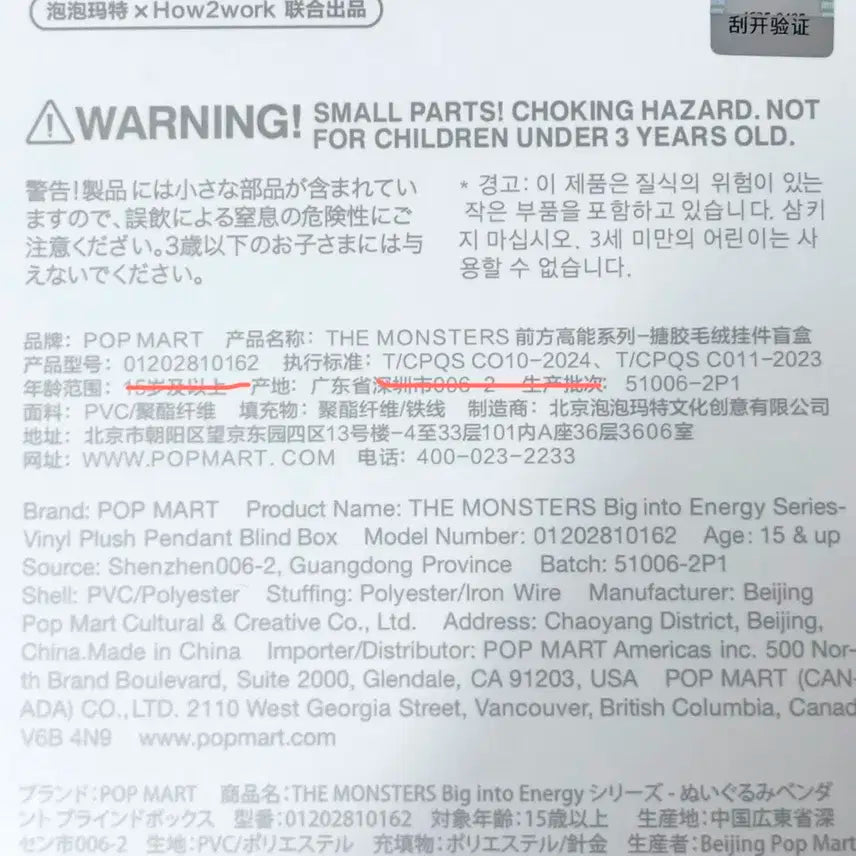 泡泡玛特×How2work 联合出品
刮开验证
WARNING! SMALL PARTS! CHOKING HAZARD. NOT
FOR CHILDREN UNDER 3 YEARS OLD.
警告!製品には小さな部品が含まれてい
ますので、誤飲による窒息の危険性にご
注意ください。3歳以下のお子さまには与
えないでください。
* 경고: 이 제품은 질식의 위험이 있는
작은 부품을 포함하고 있습니다. 삼키
지 마십시오. 3세 미만의 어린이는 사
용할 수 없습니다.
品牌: POP MART 产品名称: THE MONSTERS 前方高能系列-搪胶毛绒挂件盲盒
产品型号: 01202810162 执行标准: T/CPQS CO10-2024、T/CPQS C011-2023
年龄范围: 15岁及以上 产地: 广东省深圳市006-2 生产批次: 51006-2P1
面料: PVC/聚酯纤维 填充物: 聚酯纤维/铁线 制造商: 北京泡泡玛特文化创意有限公司
地址: 北京市朝阳区望京东园四区13号楼-4至33层101内A座36层3606室
网址: WWW.POPMART.COM 电话: 400-023-2233
Brand: POP MART Product Name: THE MONSTERS Big into Energy Series-
Vinyl Plush Pendant Blind Box Model Number: 01202810162 Age: 15 & up
Source: Shenzhen006-2, Guangdong Province Batch: 51006-2P1
Shell: PVC/Polyester Stuffing: Polyester/Iron Wire Manufacturer: Beijing
Pop Mart Cultural & Creative Co., Ltd. Address: Chaoyang District, Beijing,
China.Made in China Importer/Distributor: POP MART Americas inc. 500 Nor-
th Brand Boulevard, Suite 2000, Glendale, CA 91203, USA POP MART (CAN-
ADA) CO.,LTD. 2110 West Georgia Street, Vancouver, British Columbia, Canad
V6B 4N9 www.popmart.com
ブランド:POP MART 商品名:THE MONSTERS Big into Energy シリーズ - ぬいぐるみペンダ
ント ブラインドボックス 型番:01202810162 対象年齢:15歳以上 生産地:中国広東省深
セン市006-2 生地:PVC/ポリエステル 充填物:ポリエステル/針金 生産者:Beijing Pop Mart